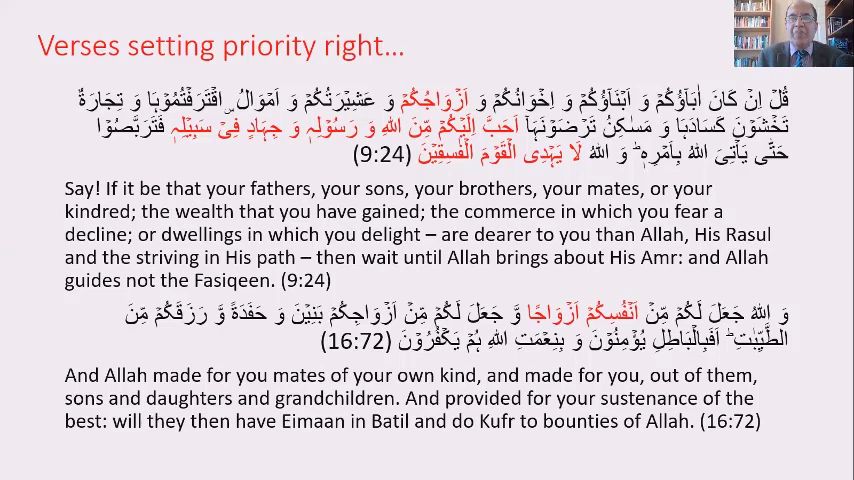 Verses setting priority right...
قُلۡ اِنۡ كَانَ اٰبَآؤُكُمۡ وَ اَبۡنَآؤُكُمۡ وَ اِخۡوَانُكُمۡ وَ اَزۡوَاجُكُمۡ وَ عَشِيۡرَتُكُمۡ وَ اَمۡوَالُ ۨ اقۡتَرَفۡتُمُوۡہَا وَ تِجَارَۃٌ
تَخۡشَوۡنَ كَسَادَہَا وَ مَسٰكِنُ تَرۡضَوۡنَہَاۤ اَحَبَّ اِلَيۡكُمۡ مِّنَ اللّٰہِ وَ رَسُوۡلِہٖ وَ جِہَادٍ فِىۡ سَبِيۡلِہٖ فَتَرَبَّصُوۡا
حَتّٰى يَاۡتِىَ اللّٰہُ بِاَمۡرِہٖ ؕ وَ اللّٰہُ لَا يَہۡدِى الۡقَوۡمَ الۡفٰسِقِيۡنَ (9:24)
Say! If it be that your fathers, your sons, your brothers, your mates, or your
kindred; the wealth that you have gained; the commerce in which you fear a
decline; or dwellings in which you delight – are dearer to you than Allah, His Rasul
and the striving in His path – then wait until Allah brings about His Amr: and Allah
guides not the Fasiqeen. (9:24)
وَ اللّٰہُ جَعَلَ لَكُمۡ مِّنۡ اَنۡفُسِكُمۡ اَزۡوَاجًا وَّ جَعَلَ لَكُمۡ مِّنۡ اَزۡوَاجِكُمۡ بَنِيۡنَ وَ حَفَدَۃً وَّ رَزَقَكُمۡ مِّنَ
الطَّيِّبٰتِ ؕ اَفَبِالۡبَاطِلِ يُؤۡمِنُوۡنَ وَ بِنِعۡمَتِ اللّٰہِ ہُمۡ يَكۡفُرُوۡنَ (16:72)
And Allah made for you mates of your own kind, and made for you, out of them,
sons and daughters and grandchildren. And provided for your sustenance of the
best: will they then have Eimaan in Batil and do Kufr to bounties of Allah. (16:72)